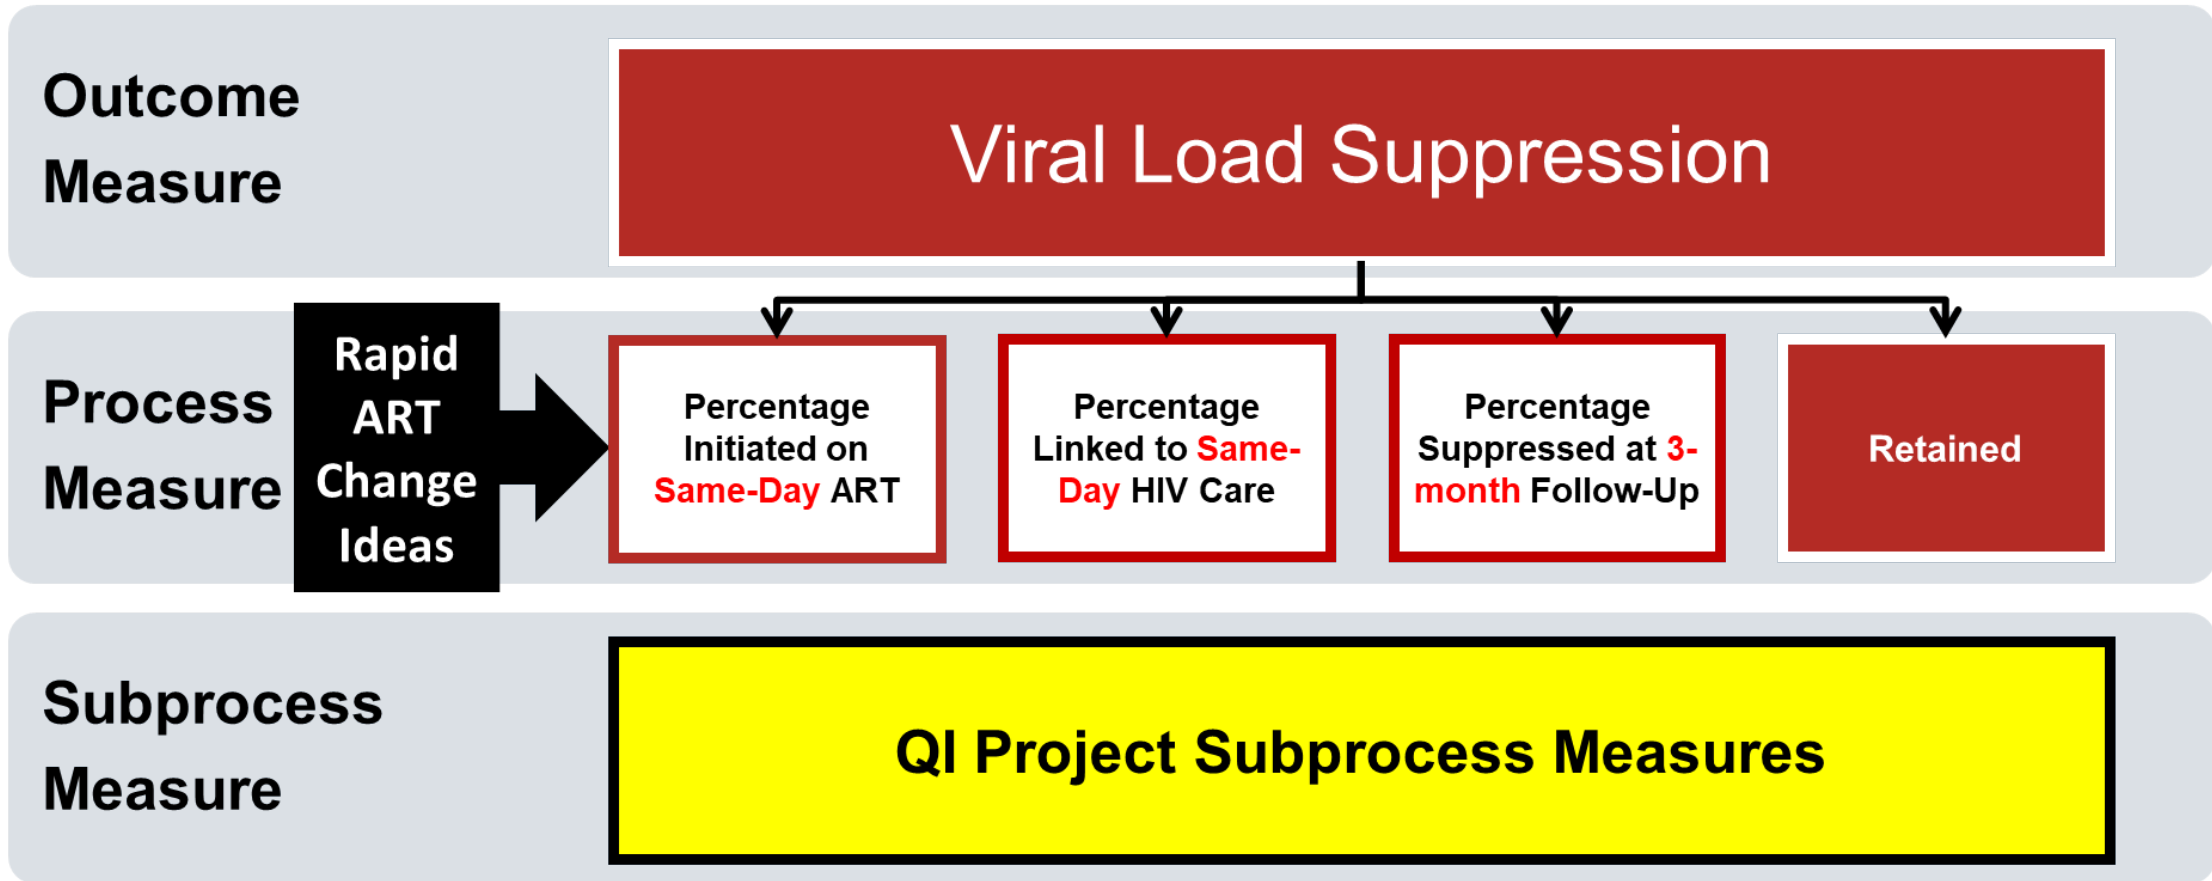 Outcome
Measure
Viral Load Suppression
Process
Measure
Rapid
ART
Change
Ideas
Percentage
Initiated on
Same-Day ART
Percentage
Linked to Same-
Day HIV Care
Percentage
Suppressed at 3-
month Follow-Up
Retained
Subprocess
Measure
QI Project Subprocess Measures